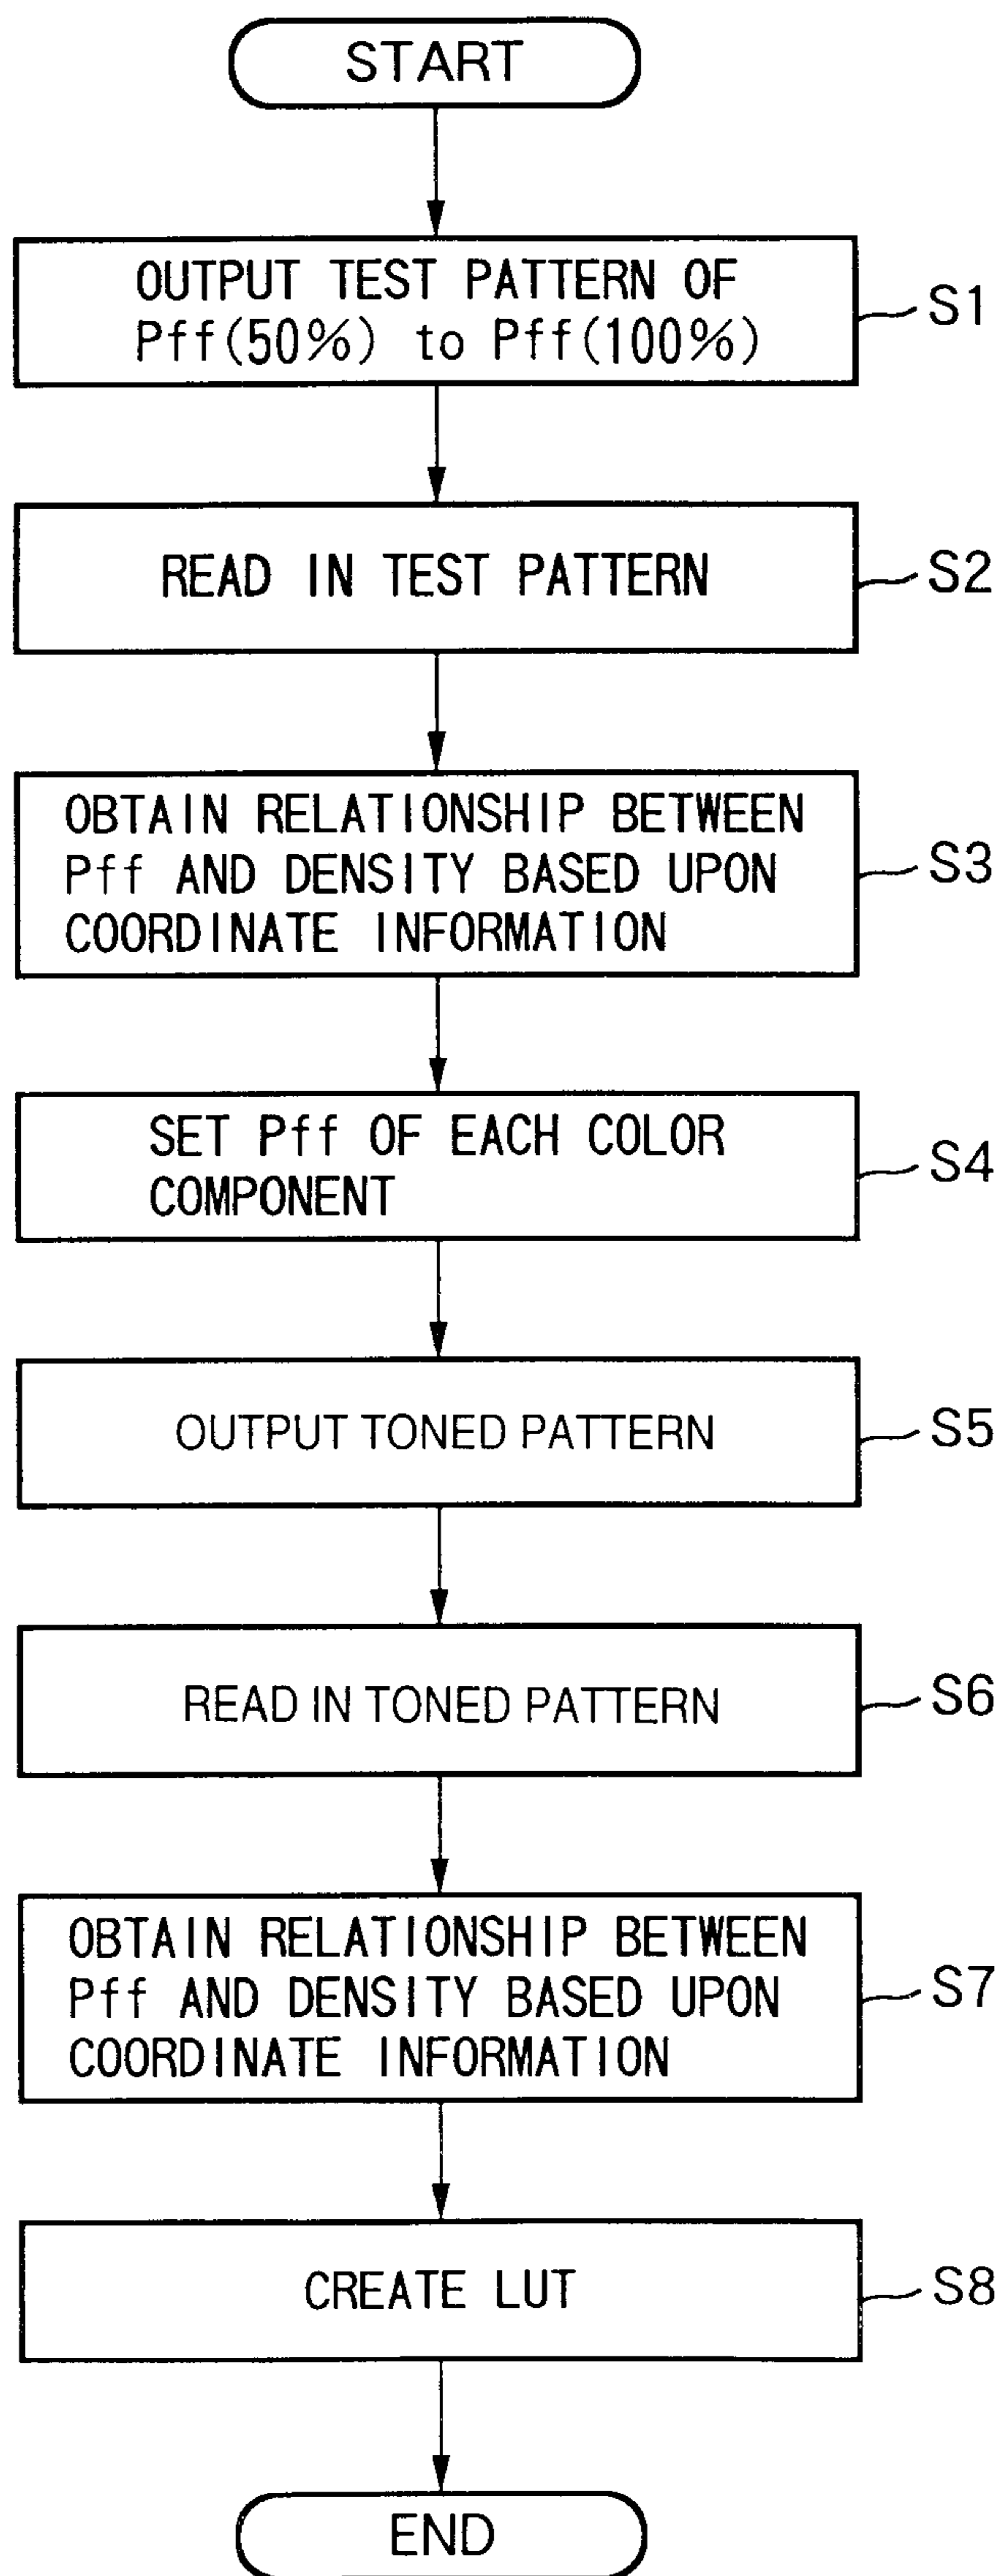 START
OUTPUT TEST PATTERN OF
Pff(50%) to Pff(100%)
S1
READ IN TEST PATTERN
S2
OBTAIN RELATIONSHIP BETWEEN
Pff AND DENSITY BASED UPON
COORDINATE INFORMATION
S3
SET Pff OF EACH COLOR
COMPONENT
S4
OUTPUT TONED PATTERN
S5
READ IN TONED PATTERN
S6
OBTAIN RELATIONSHIP BETWEEN
Pff AND DENSITY BASED UPON
COORDINATE INFORMATION
S7
CREATE LUT
S8
END